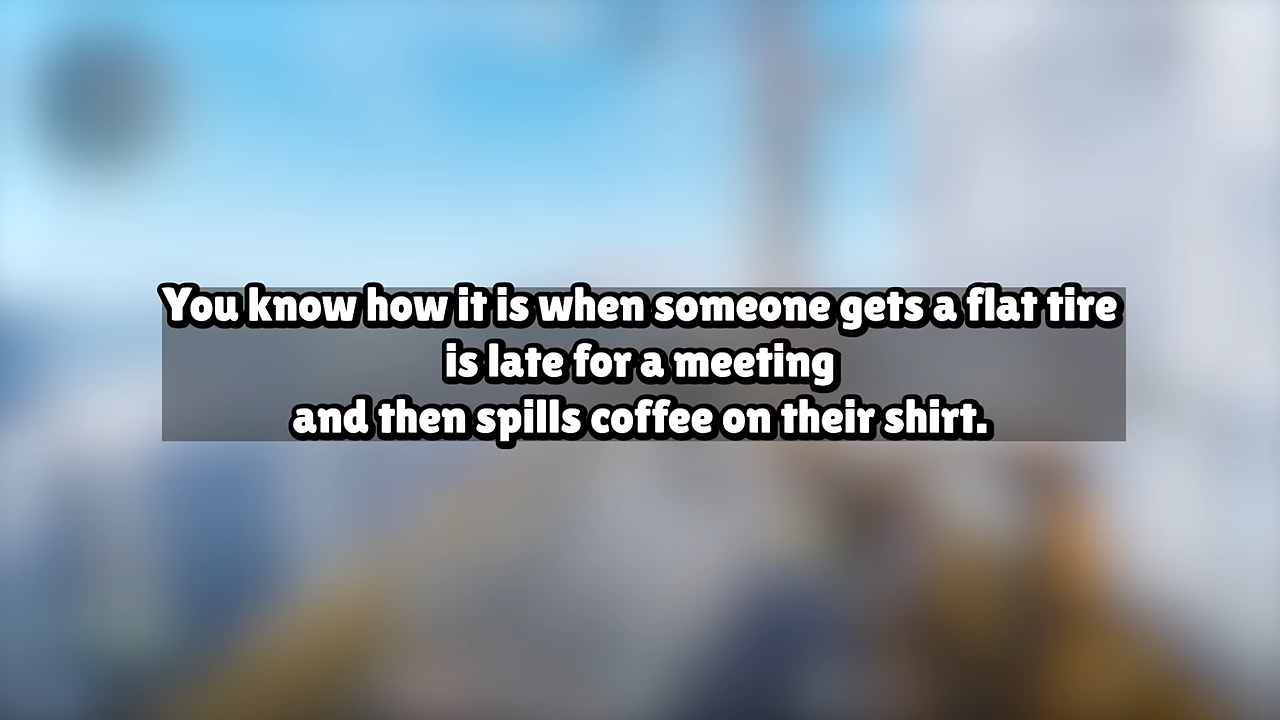 You know how it is when someone gets a flat tire
is late for a meeting
and then spills coffee on their shirt.